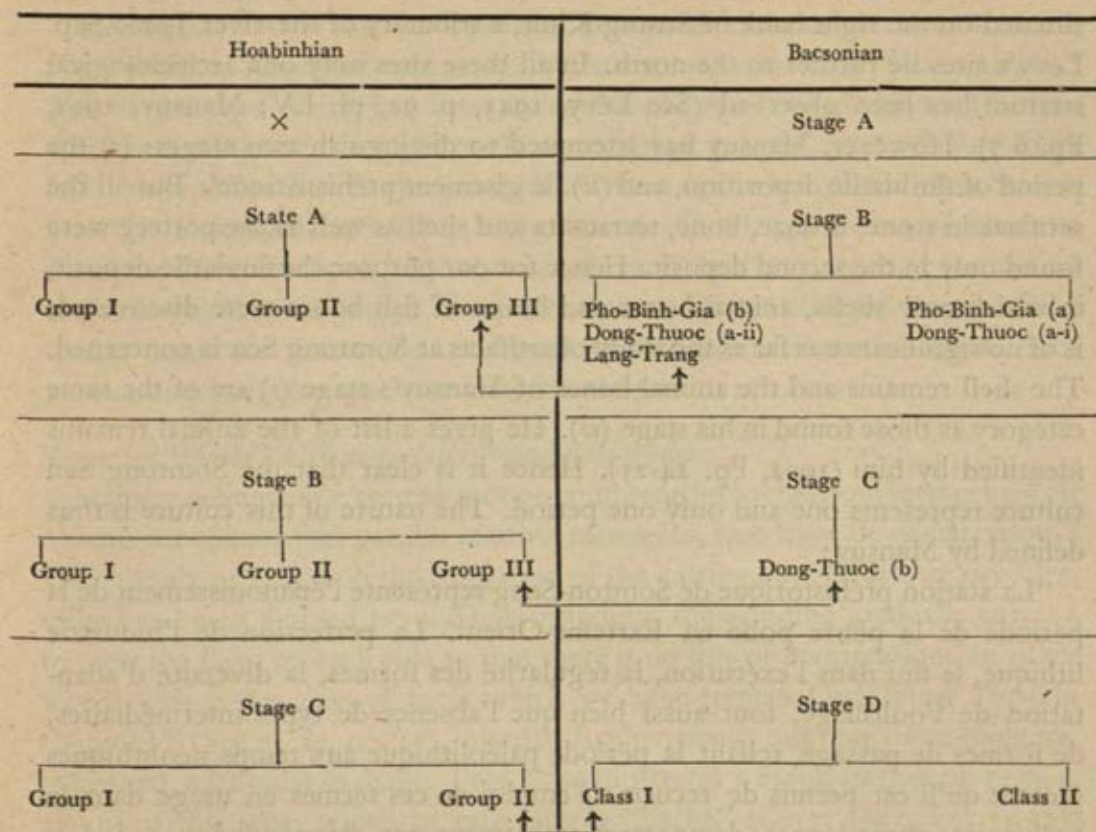 Hoabinhian Bacsonian
× Stage A
State A Stage B
Group I Group II Group III Pho-Binh-Gia (b) Pho-Binh-Gia (a)
Dong-Thuoc (a-ii) Dong-Thuoc (a-i)
Lang-Trang
Stage B Stage C
Group I Group II Group III Dong-Thuoc (b)
Stage C Stage D
Group I Group II Class I Class II